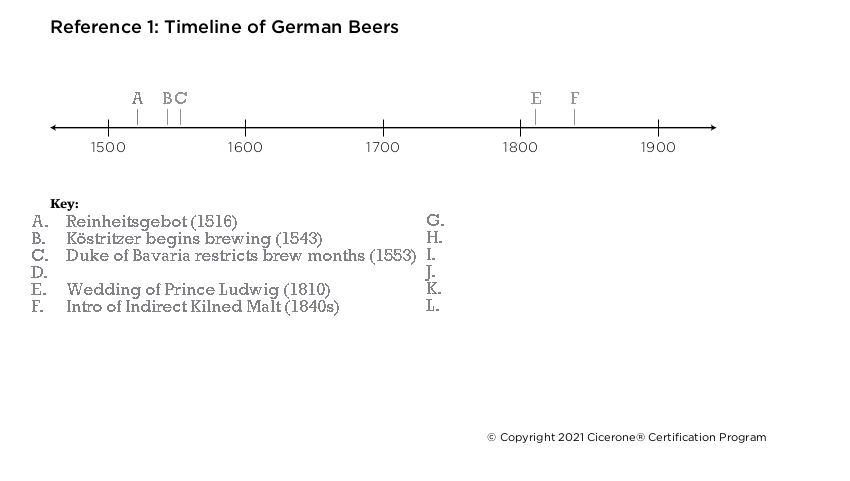 Reference 1: Timeline of German Beers
A B C E F
1500 1600 1700 1800 1900
Key:
A. Reinheitsgebot (1516)
B. Köstritzer begins brewing (1543)
C. Duke of Bavaria restricts brew months (1553)
D.
E. Wedding of Prince Ludwig (1810)
F. Intro of Indirect Kilned Malt (1840s)
G.
H.
I.
J.
K.
L.
© Copyright 2021 Cicerone® Certification Program